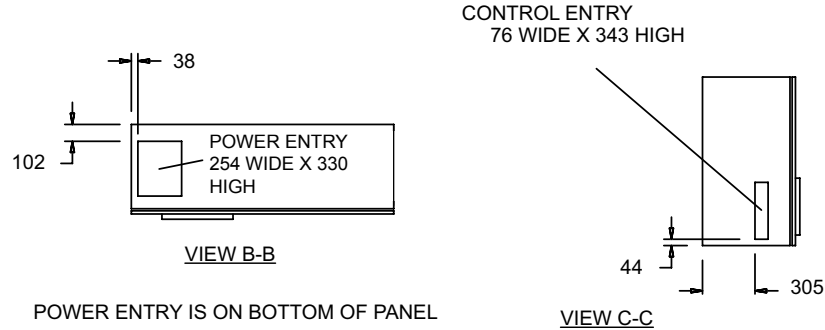 CONTROL ENTRY
76 WIDE X 343 HIGH
38
102
POWER ENTRY
254 WIDE X 330
HIGH
VIEW B-B
44
305
POWER ENTRY IS ON BOTTOM OF PANEL
VIEW C-C